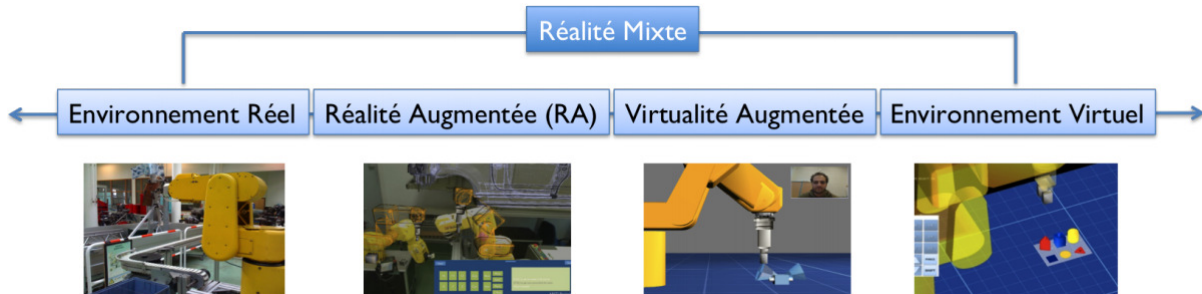 Réalité Mixte
Environnement Réel
Réalité Augmentée (RA)
Virtualité Augmentée
Environnement Virtuel